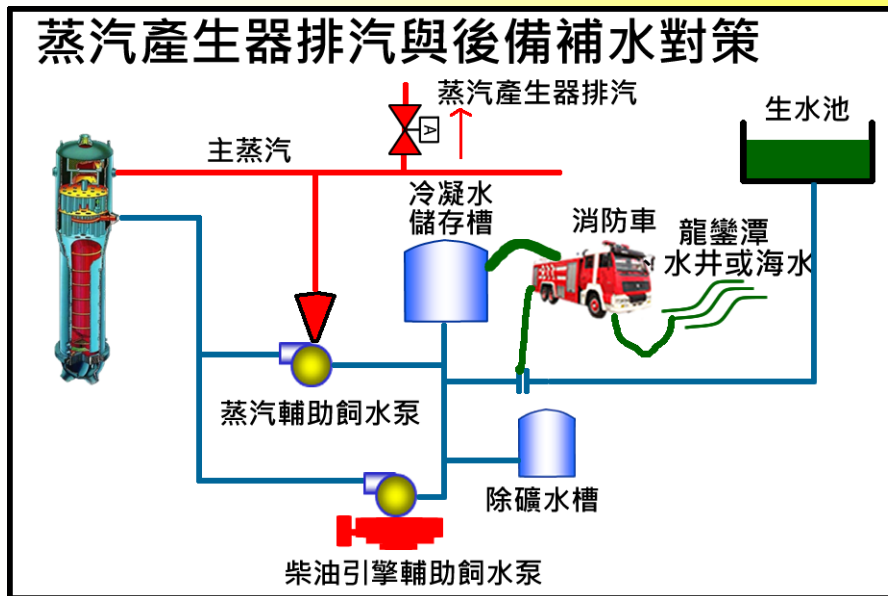 蒸汽產生器排汽與後備補水對策
蒸汽產生器排汽
A
生水池
主蒸汽
冷凝水
儲存槽
消防車
龍鑾潭
水井或海水
蒸汽輔助飼水泵
除礦水槽
柴油引擎輔助飼水泵